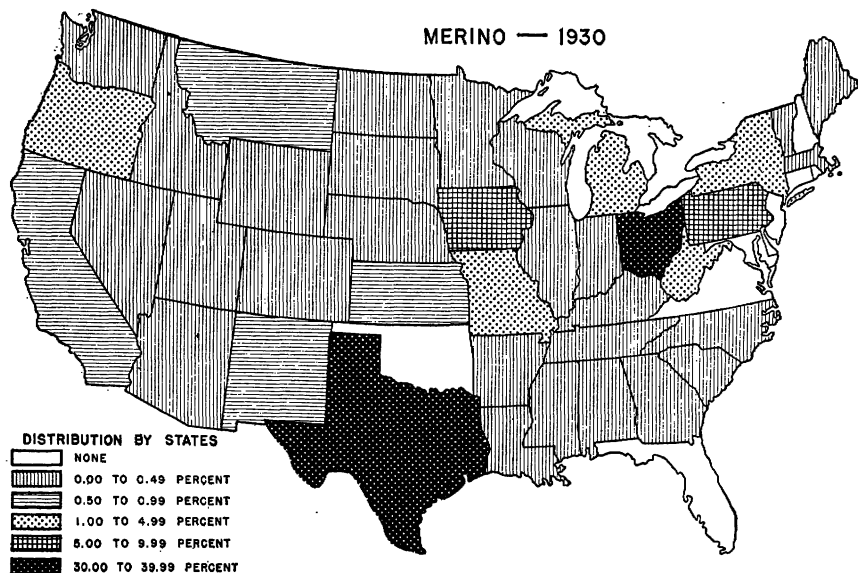 MERINO — 1930
DISTRIBUTION BY STATES
NONE
0.00 TO 0.49 PERCENT
0.50 TO 0.99 PERCENT
1.00 TO 4.99 PERCENT
5.00 TO 9.99 PERCENT
30.00 TO 39.99 PERCENT